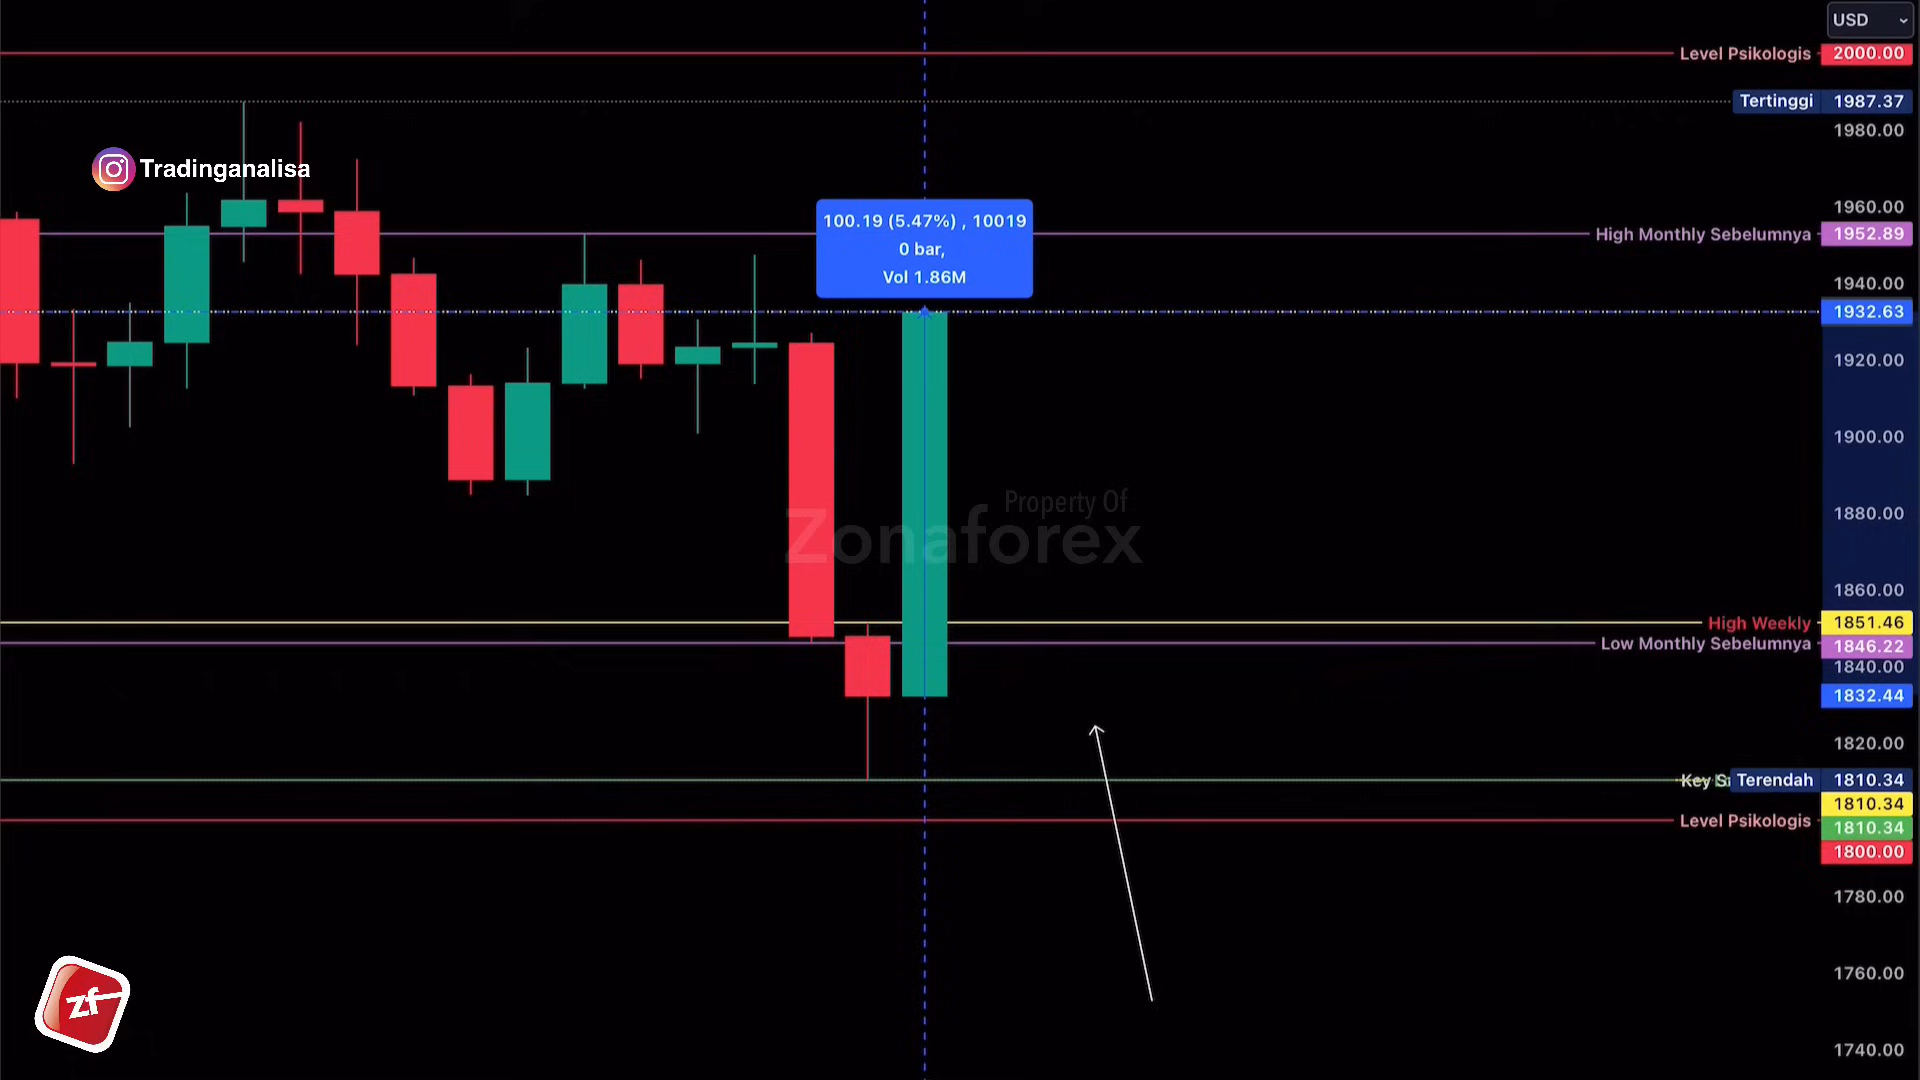 USD
Level Psikologis 2000.00
Tertinggi 1987.37
1980.00
Tradinganalisa
1960.00
100.19 (5.47%) , 10019
0 bar,
Vol 1.86M
High Monthly Sebelumnya 1952.89
1940.00
1932.63
1920.00
1900.00
Property Of
Zonaforex
1880.00
1860.00
High Weekly 1851.46
Low Monthly Sebelumnya 1846.22
1840.00
1832.44
1820.00
Key Terendah 1810.34
1810.34
Level Psikologis 1810.34
1800.00
1780.00
1760.00
zf
1740.00